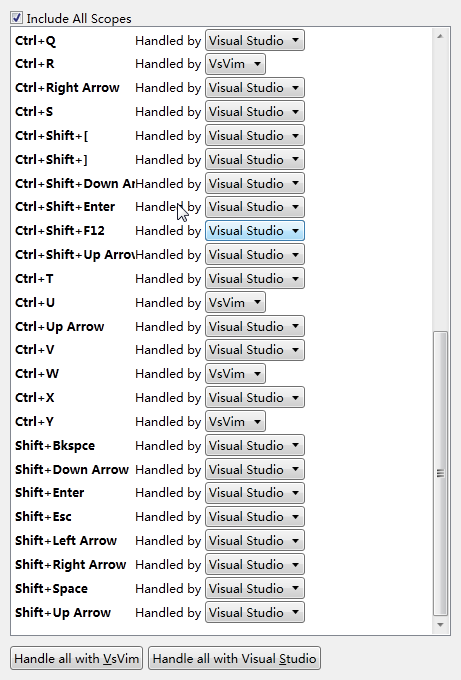 Include All Scopes
Ctrl+Q Handled by Visual Studio
Ctrl+R Handled by VsVim
Ctrl+Right Arrow Handled by Visual Studio
Ctrl+S Handled by Visual Studio
Ctrl+Shift+[ Handled by Visual Studio
Ctrl+Shift+] Handled by Visual Studio
Ctrl+Shift+Down Ar Handled by Visual Studio
Ctrl+Shift+Enter Handled by Visual Studio
Ctrl+Shift+F12 Handled by Visual Studio
Ctrl+Shift+Up Arrow Handled by Visual Studio
Ctrl+T Handled by Visual Studio
Ctrl+U Handled by VsVim
Ctrl+Up Arrow Handled by Visual Studio
Ctrl+V Handled by Visual Studio
Ctrl+W Handled by VsVim
Ctrl+X Handled by Visual Studio
Ctrl+Y Handled by VsVim
Shift+Bkspce Handled by Visual Studio
Shift+Down Arrow Handled by Visual Studio
Shift+Enter Handled by Visual Studio
Shift+Esc Handled by Visual Studio
Shift+Left Arrow Handled by Visual Studio
Shift+Right Arrow Handled by Visual Studio
Shift+Space Handled by Visual Studio
Shift+Up Arrow Handled by Visual Studio
Handle all with VsVim Handle all with Visual Studio